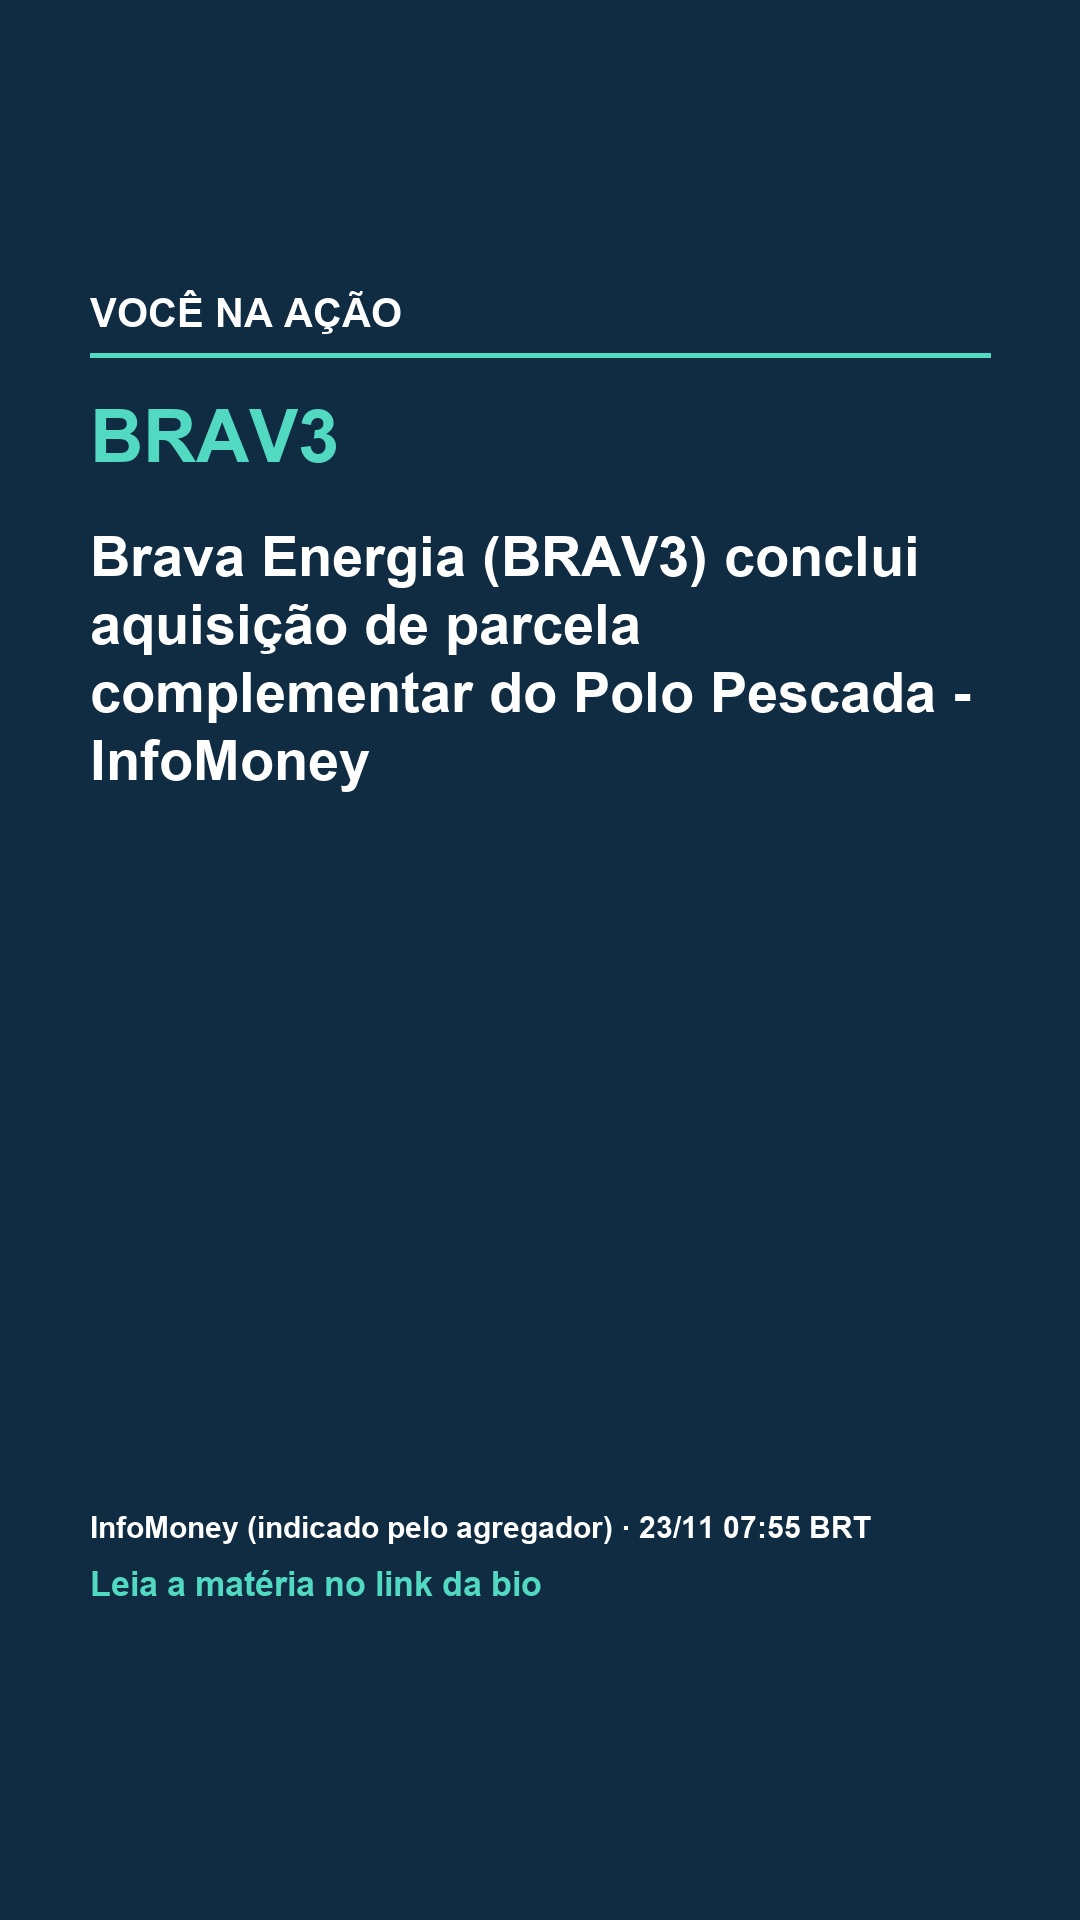 VOCÊ NA AÇÃO
BRAV3
Brava Energia (BRAV3) conclui
aquisição de parcela
complementar do Polo Pescada -
InfoMoney
InfoMoney (indicado pelo agregador) · 23/11 07:55 BRT
Leia a matéria no link da bio